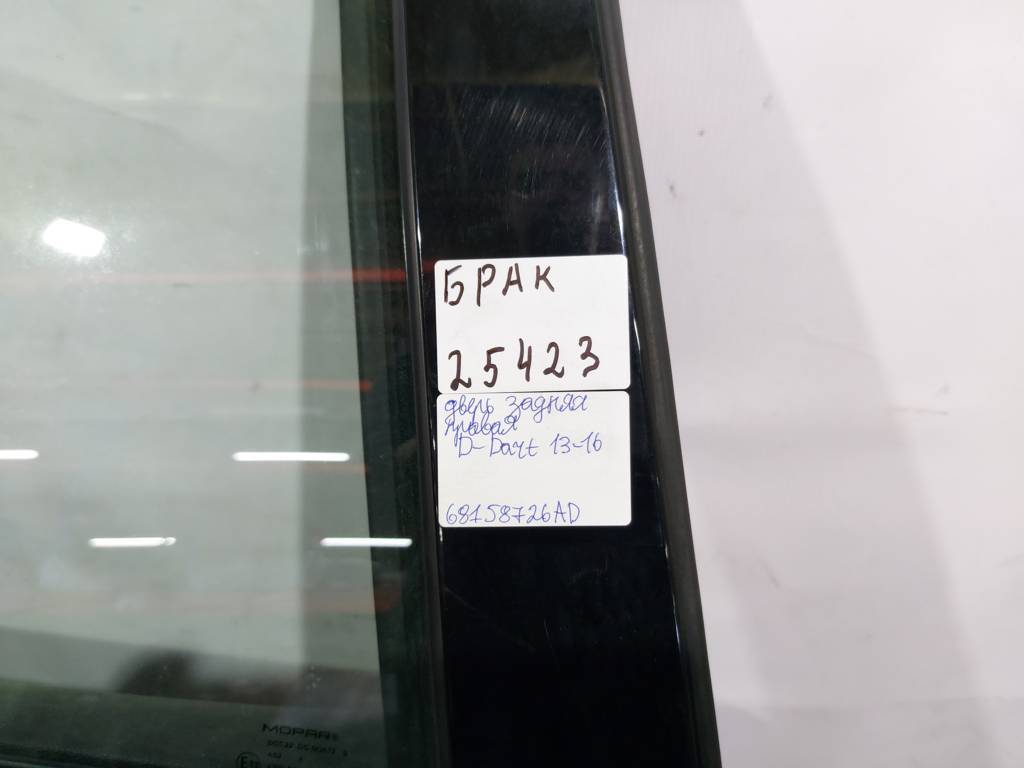 БРАК
25423
дверь задняя
правая
D-Dart 13-16
68158726AD
MOPAR